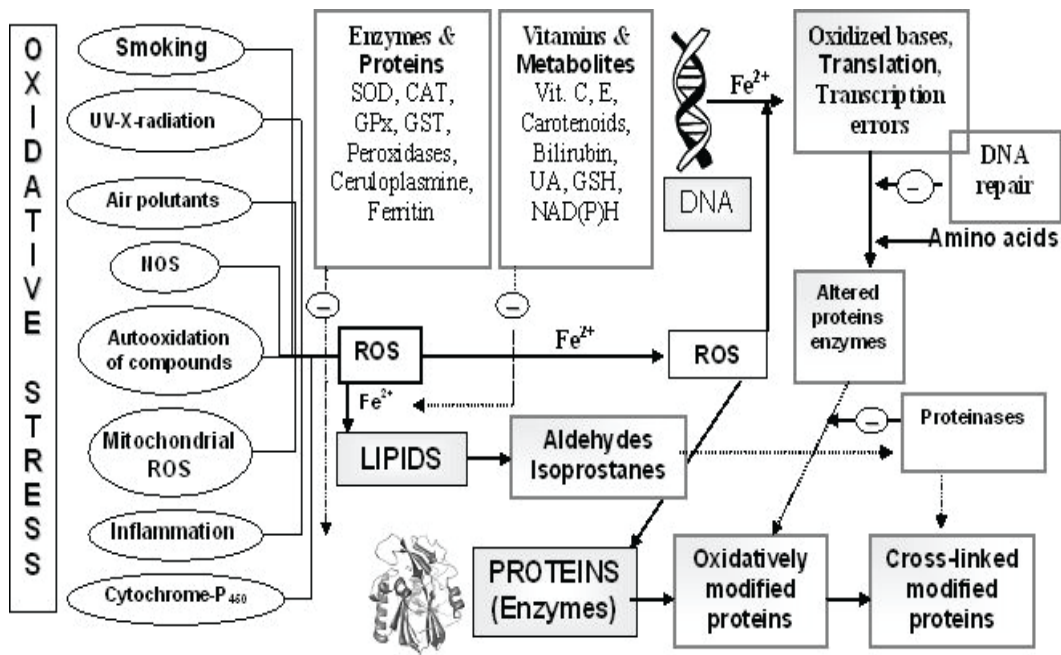 OXIDATIVE STRESS
Smoking
UV-X-radiation
Air polutants
NOS
Autooxidation
of compounds
Mitochondrial
ROS
Inflammation
Cytochrome-P450
Enzymes &
Proteins
SOD, CAT,
GPx, GST,
Peroxidases,
Ceruloplasmine,
Ferritin
Vitamins &
Metabolites
Vit. C, E,
Carotenoids,
Bilirubin,
UA, GSH,
NAD(P)H
DNA
Fe2+
Oxidized bases,
Translation,
Transcription
errors
DNA
repair
–
Amino acids
Altered
proteins
enzymes
–
–
ROS
Fe2+
ROS
Fe2+
LIPIDS
Aldehydes
Isoprostanes
–
Proteinases
PROTEINS
(Enzymes)
Oxidatively
modified
proteins
Cross-linked
modified
proteins